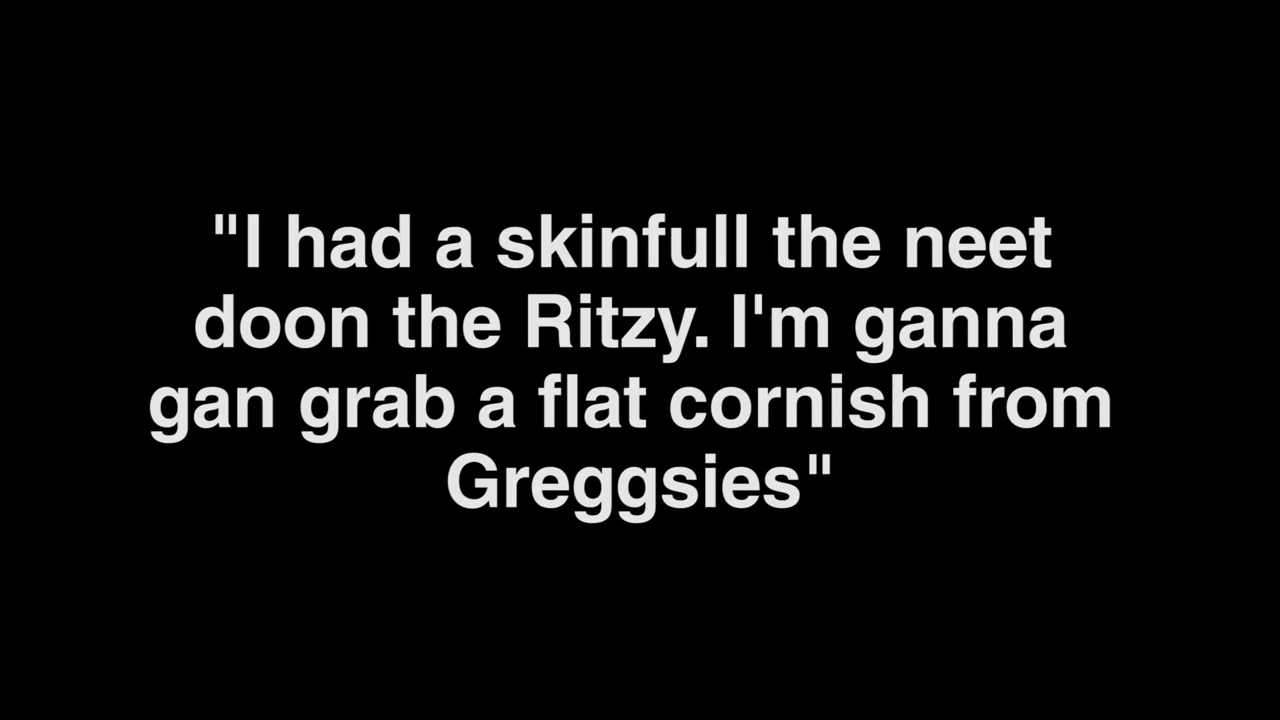 "I had a skinfull the neet
doon the Ritzy. I'm ganna
gan grab a flat cornish from
Greggsies"